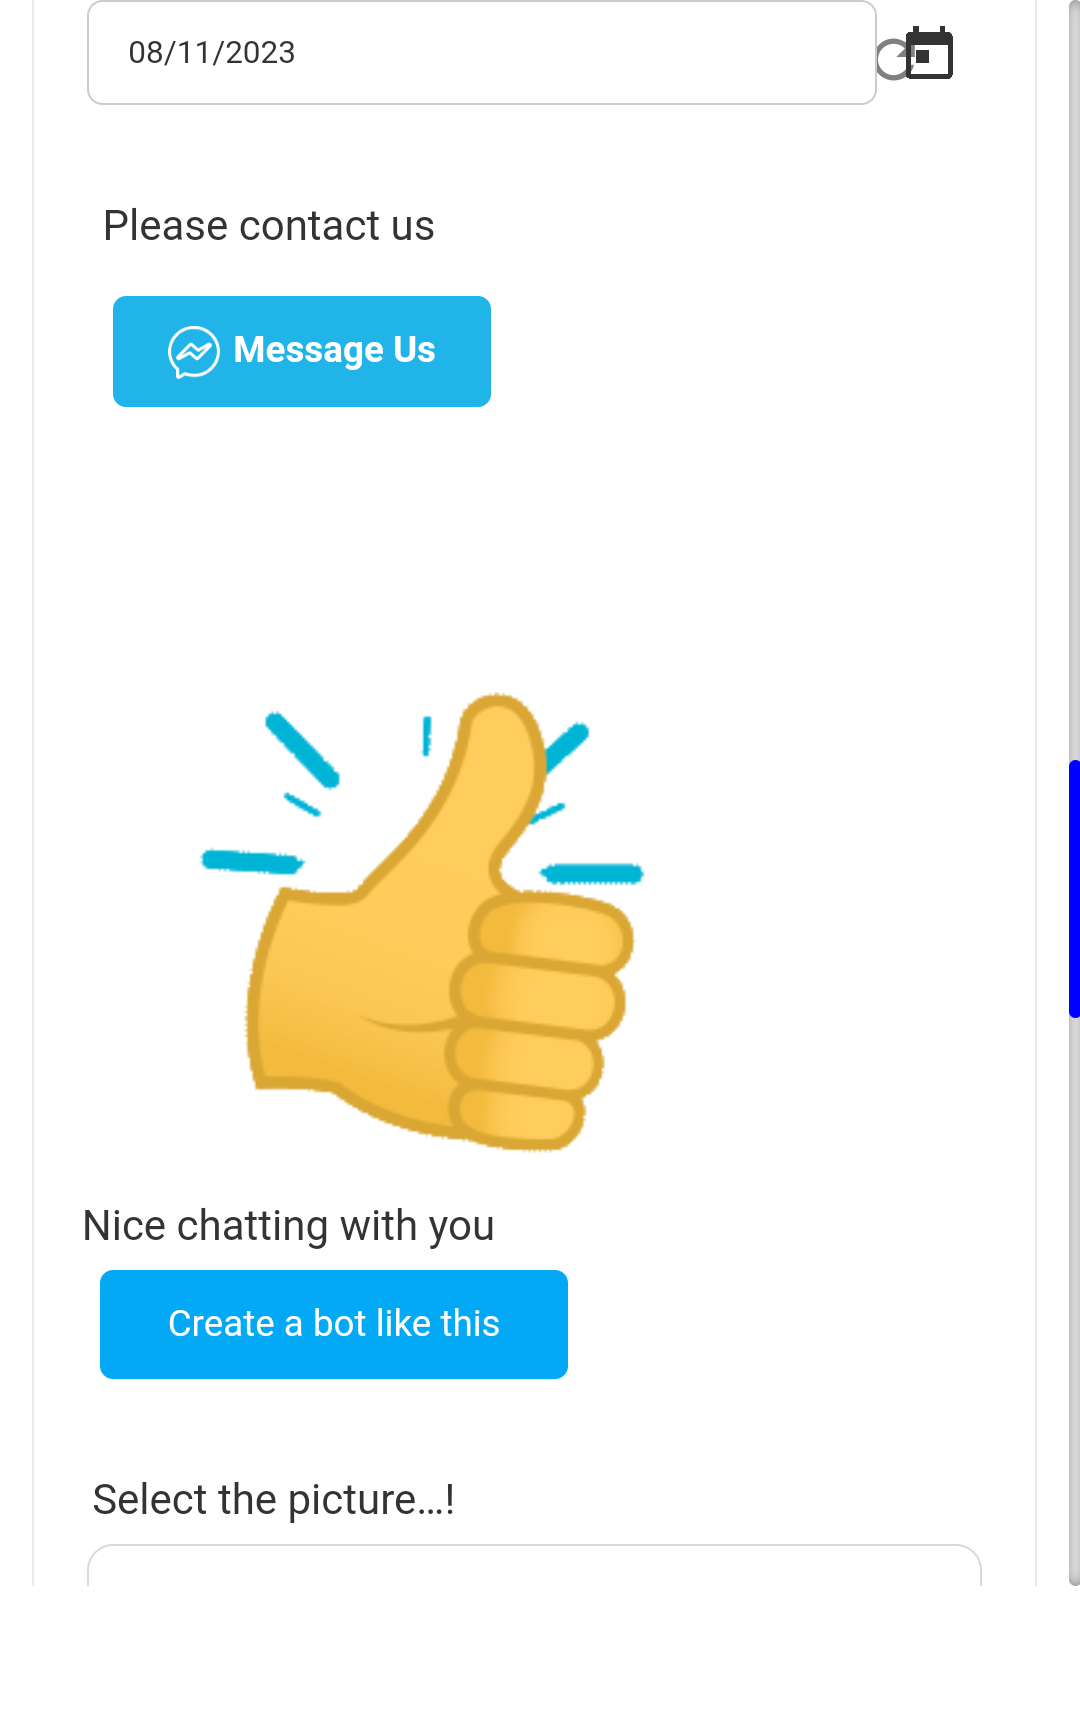 08/11/2023
Please contact us
Message Us
Nice chatting with you
Create a bot like this
Select the picture...!